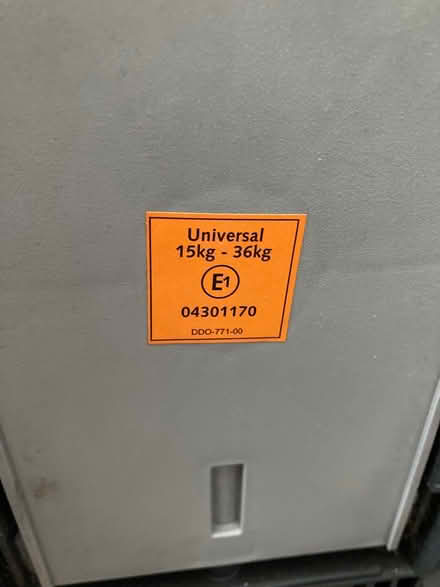 Universal
15kg - 36kg
E1
04301170
DDO-771-00